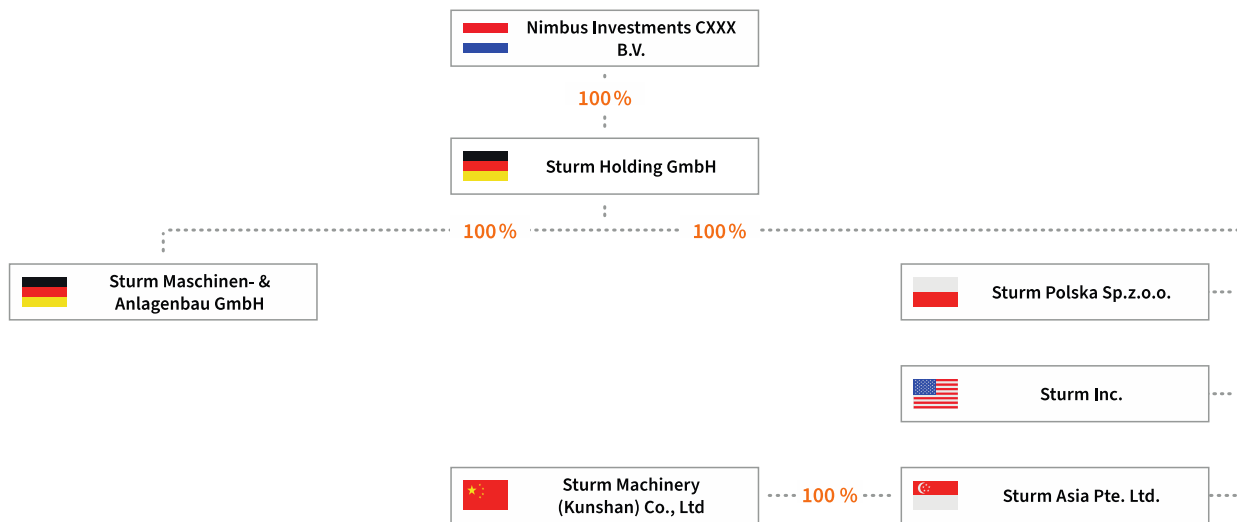 Nimbus Investments CXXX
B.V.
100%
Sturm Holding GmbH
100%
100%
Sturm Maschinen- &
Anlagenbau GmbH
Sturm Polska Sp.z.o.o.
Sturm Inc.
Sturm Machinery
(Kunshan) Co., Ltd
100 %
Sturm Asia Pte. Ltd.